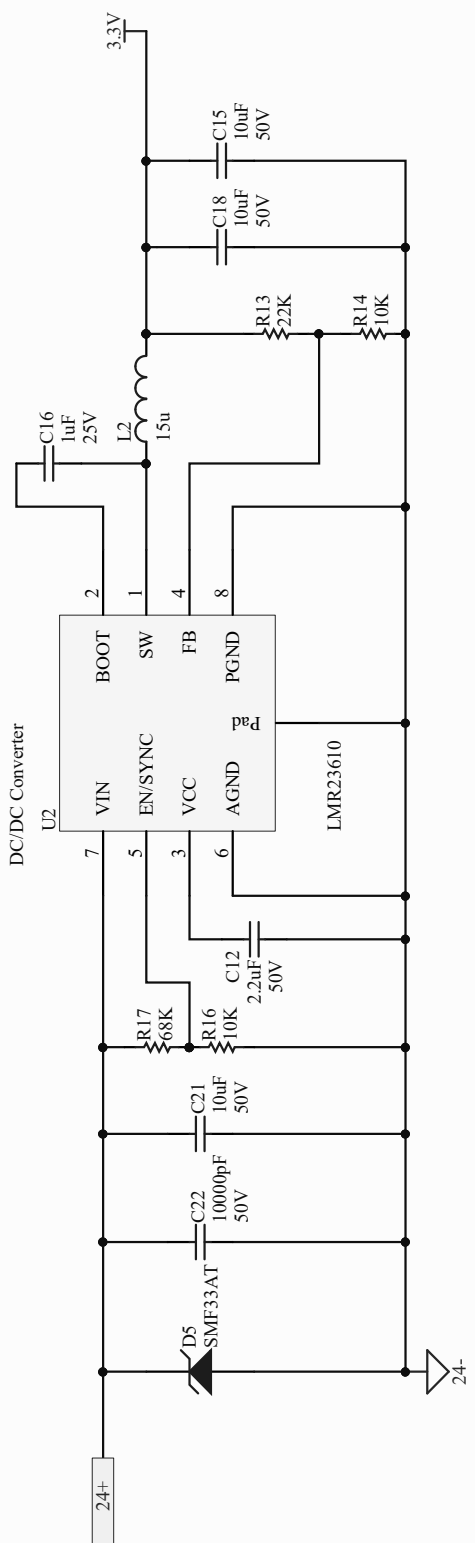 DC/DC Converter
U2
24+
D5
SMF33AT
C22
10000pF
50V
C21
10uF
50V
R17
68K
R16
10K
C12
2.2uF
50V
7
5
3
6
VIN
EN/SYNC
VCC
AGND
Pad
BOOT
SW
FB
PGND
2
1
4
8
LMR23610
C16
1uF
25V
L2
15u
R13
22K
R14
10K
C18
10uF
50V
C15
10uF
50V
3.3V
24-